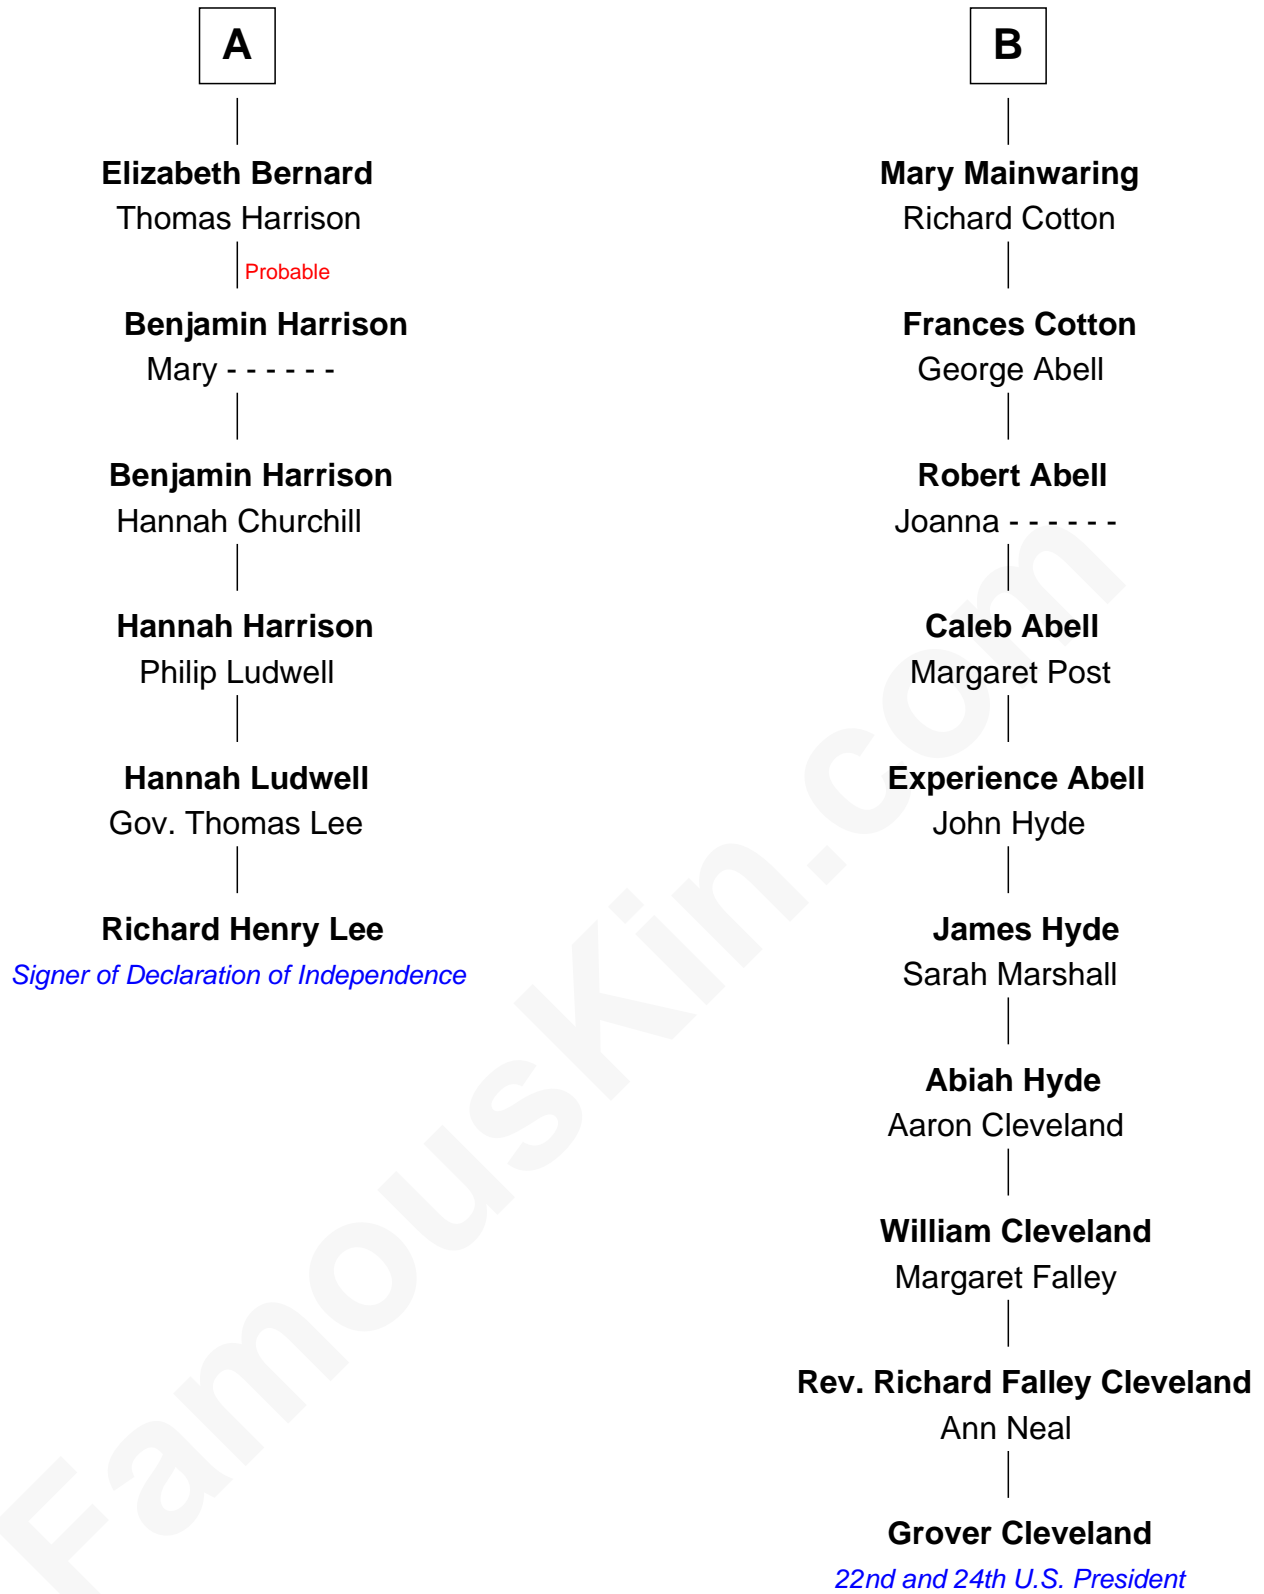 A
Elizabeth Bernard
Thomas Harrison
Probable
Benjamin Harrison
Mary - - - - - -
Benjamin Harrison
Hannah Churchill
Hannah Harrison
Philip Ludwell
Hannah Ludwell
Gov. Thomas Lee
Richard Henry Lee
Signer of Declaration of Independence
B
Mary Mainwaring
Richard Cotton
Frances Cotton
George Abell
Robert Abell
Joanna - - - - - -
Caleb Abell
Margaret Post
Experience Abell
John Hyde
James Hyde
Sarah Marshall
Abiah Hyde
Aaron Cleveland
William Cleveland
Margaret Falley
Rev. Richard Falley Cleveland
Ann Neal
Grover Cleveland
22nd and 24th U.S. President
FamousKin.com